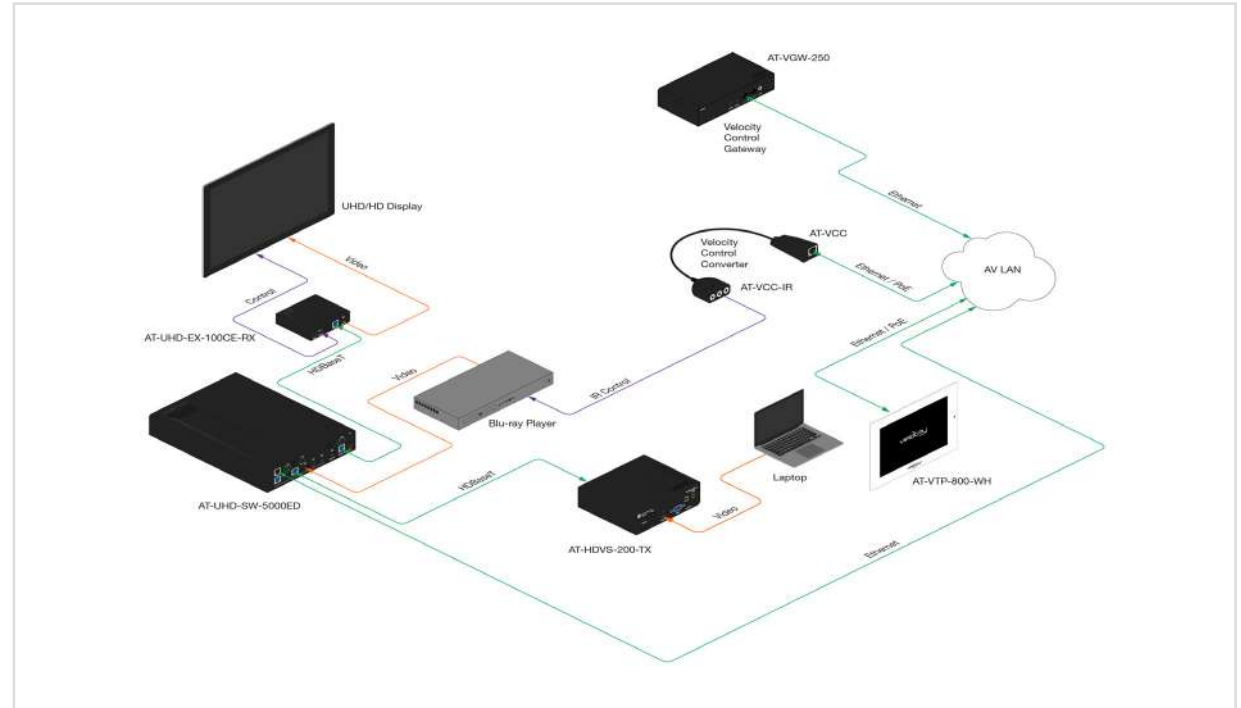 AT-VGW-250
Velocity
Control
Gateway
Ethernet
UHD/HD Display
Video
Control
AT-VCC
Velocity
Control
Converter
AT-VCC-IR
Ethernet / PoE
AV LAN
AT-UHD-EX-100CE-RX
HDBaseT
Video
Ethernet / PoE
IR Control
Blu-ray Player
AT-UHD-SW-5000ED
HDBaseT
Laptop
velocity
AT-VTP-800-WH
Video
AT-HDVS-200-TX
Ethernet